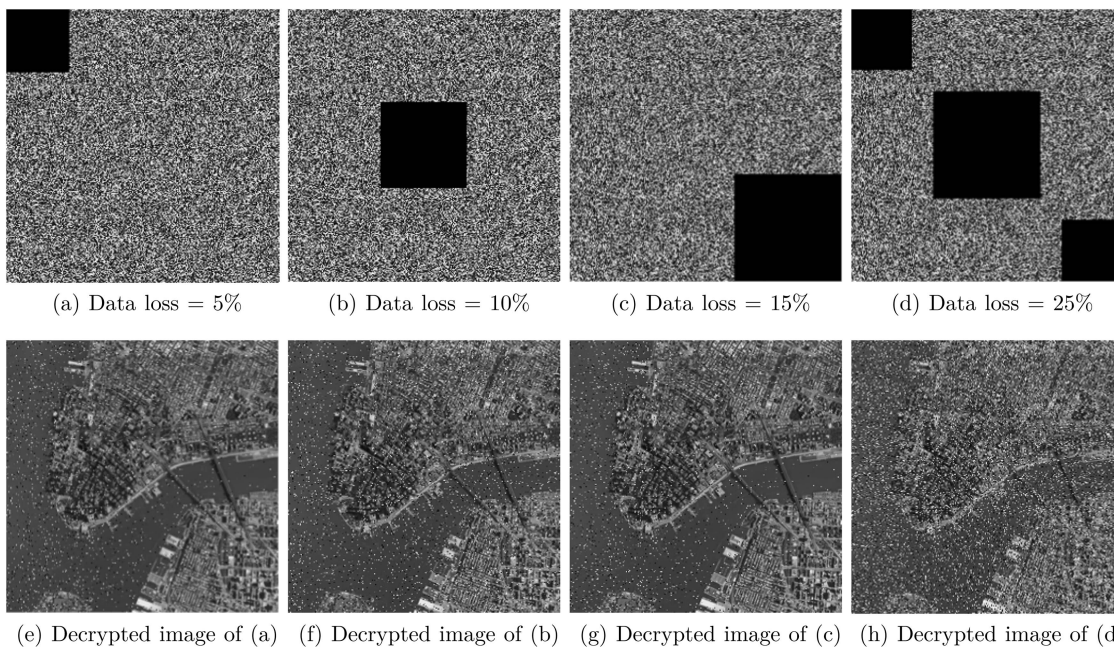 (a) Data loss = 5%
(b) Data loss = 10%
(c) Data loss = 15%
(d) Data loss = 25%
(e) Decrypted image of (a)
(f) Decrypted image of (b)
(g) Decrypted image of (c)
(h) Decrypted image of (d